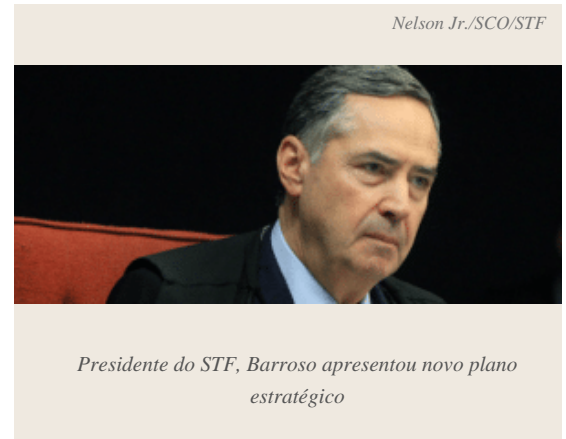 Nelson Jr./SCO/STF
Presidente do STF, Barroso apresentou novo plano
estratégico